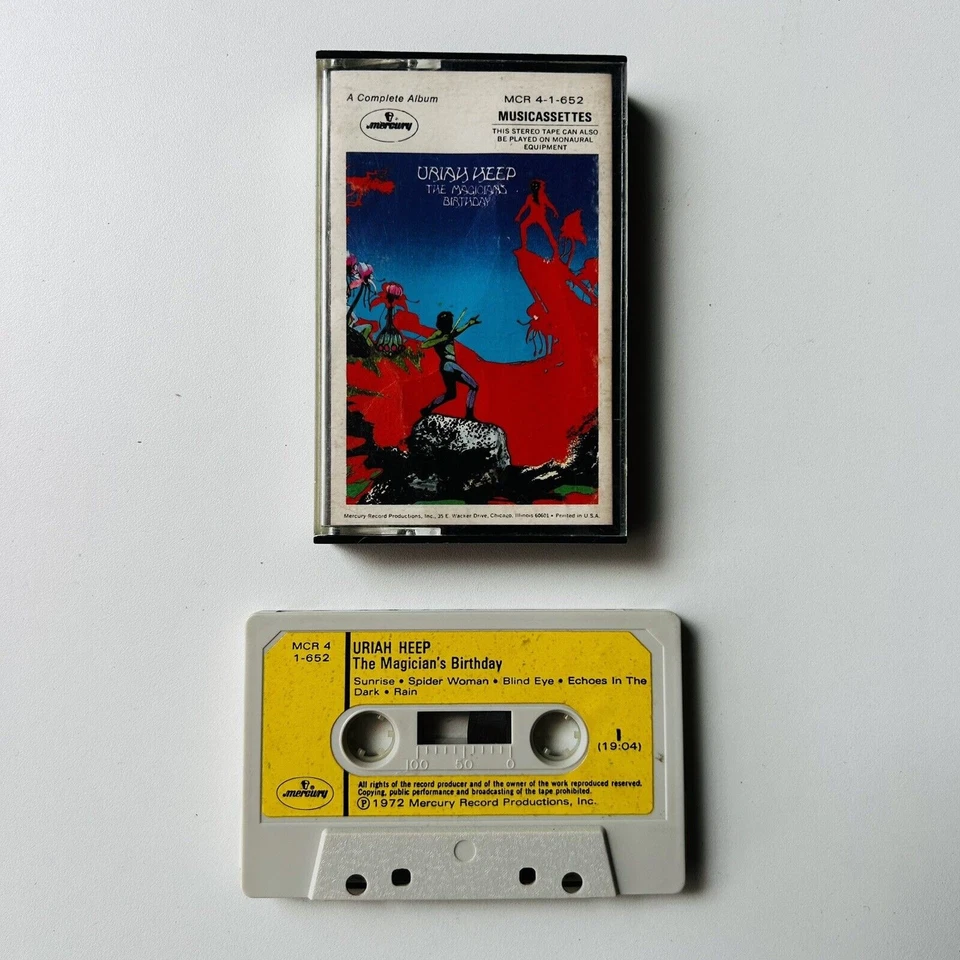 A Complete Album
MCR 4-1-652
mercury
MUSICASSETTES
THIS STEREO TAPE CAN ALSO
BE PLAYED ON MONAURAL
EQUIPMENT
URIAH HEEP
THE MAGICIAN'S
BIRTHDAY
Mercury Record Productions, Inc., 35 E. Wacker Drive, Chicago, Illinois 60601 • Printed in U.S.A.
MCR 4
1-652
URIAH HEEP
The Magician's Birthday
Sunrise • Spider Woman • Blind Eye • Echoes In The
Dark • Rain
1
(19:04)
100 50 0
mercury
All rights of the record producer and of the owner of the work reproduced reserved.
Copying, public performance and broadcasting of the tape prohibited.
Ⓟ 1972 Mercury Record Productions, Inc.